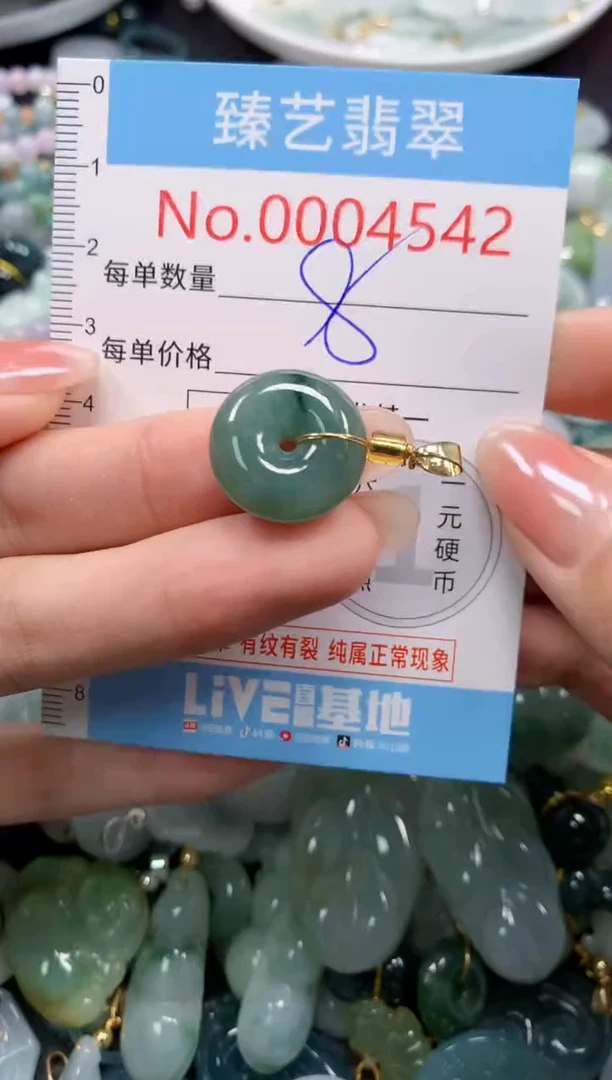 0
臻艺翡翠
1
No.0004542
2
每单数量
8
3
每单价格
4
一
元
硬
币
有纹有裂 纯属正常现象
8
LiVE基地